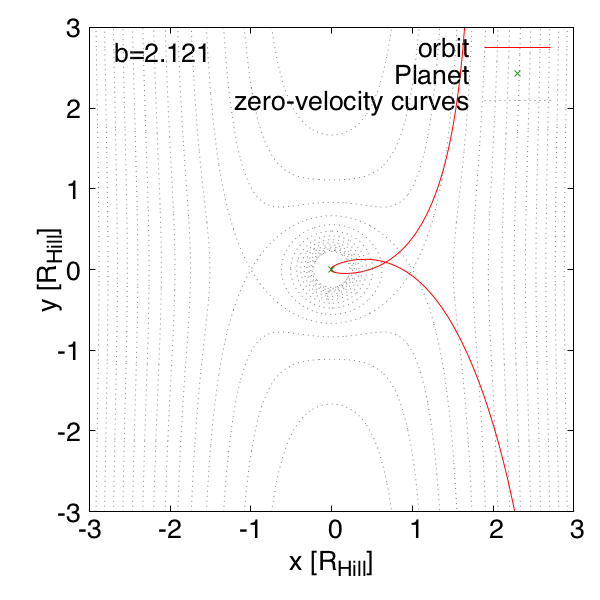 3
b=2.121
orbit
Planet
2
zero-velocity curves
1
0
-1
-2
-3
y [R_Hill]
-3
-2
-1
0
1
2
3
x [R_Hill]